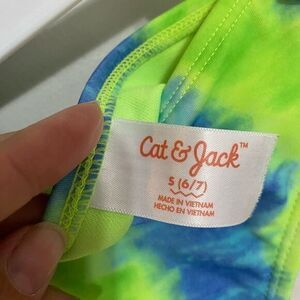 Cat & Jack™
S (6/7)
MADE IN VIETNAM
HECHO EN VIETNAM